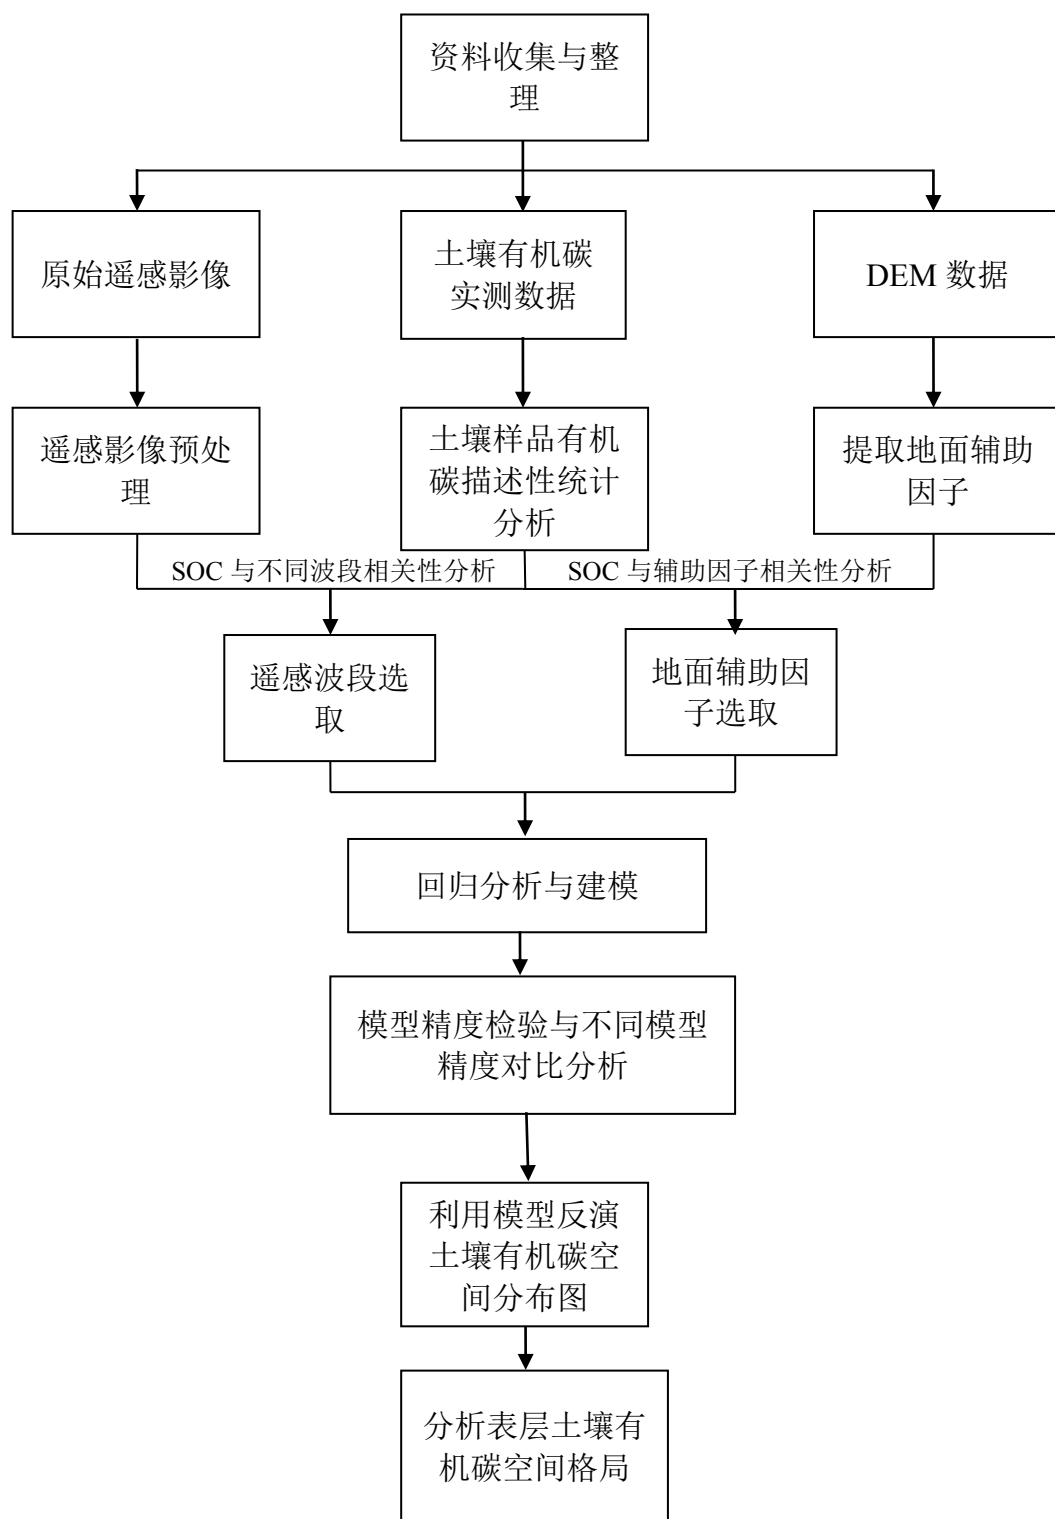 资料收集与整
理
原始遥感影像
土壤有机碳
实测数据
DEM 数据
遥感影像预处
理
土壤样品有机
碳描述性统计
分析
提取地面辅助
因子
SOC 与不同波段相关性分析
SOC 与辅助因子相关性分析
遥感波段选
取
地面辅助因
子选取
回归分析与建模
模型精度检验与不同模型
精度对比分析
利用模型反演
土壤有机碳空
间分布图
分析表层土壤有
机碳空间格局